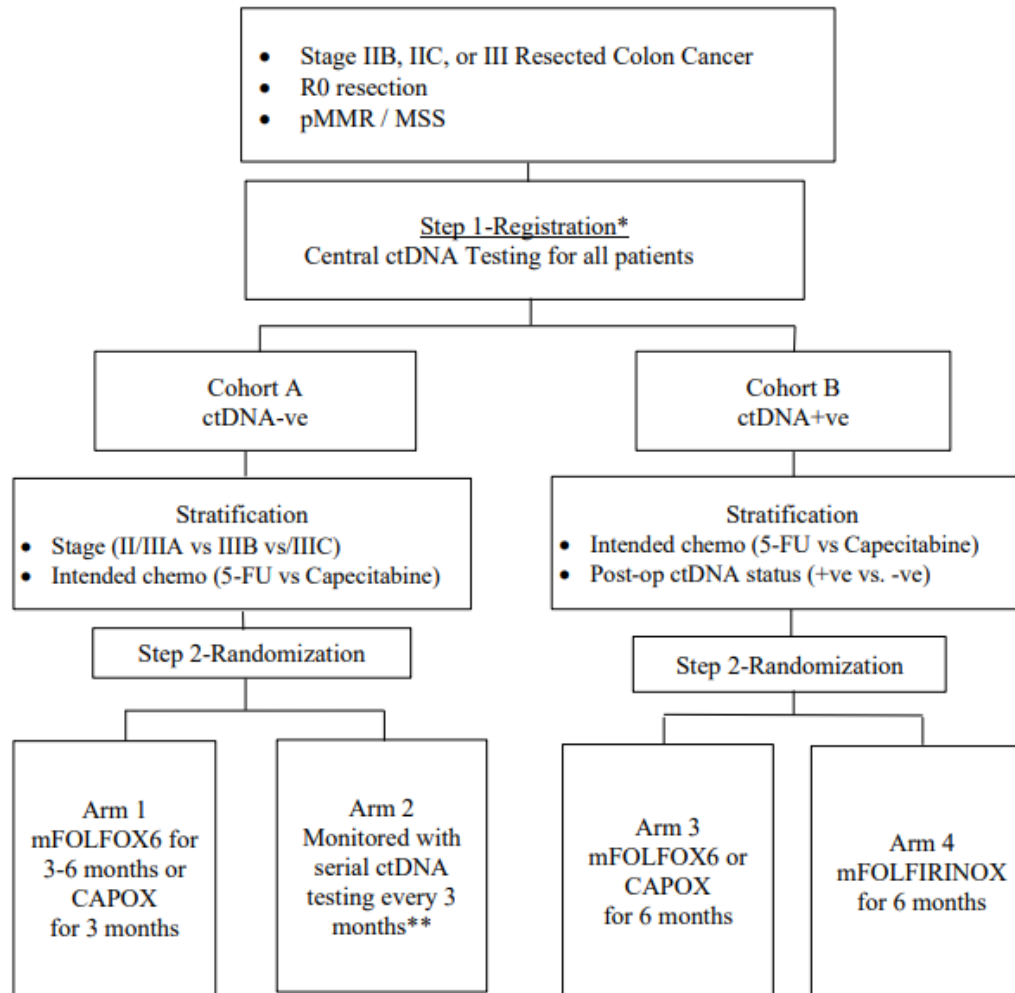 • Stage IIB, IIC, or III Resected Colon Cancer
• R0 resection
• pMMR / MSS
Step 1-Registration*
Central ctDNA Testing for all patients
Cohort A
ctDNA-ve
Cohort B
ctDNA+ve
Stratification
• Stage (II/IIIA vs IIIB vs/IIIC)
• Intended chemo (5-FU vs Capecitabine)
Stratification
• Intended chemo (5-FU vs Capecitabine)
• Post-op ctDNA status (+ve vs. -ve)
Step 2-Randomization
Step 2-Randomization
Arm 1
mFOLFOX6 for
3-6 months or
CAPOX
for 3 months
Arm 2
Monitored with
serial ctDNA
testing every 3
months**
Arm 3
mFOLFOX6 or
CAPOX
for 6 months
Arm 4
mFOLFIRINOX
for 6 months